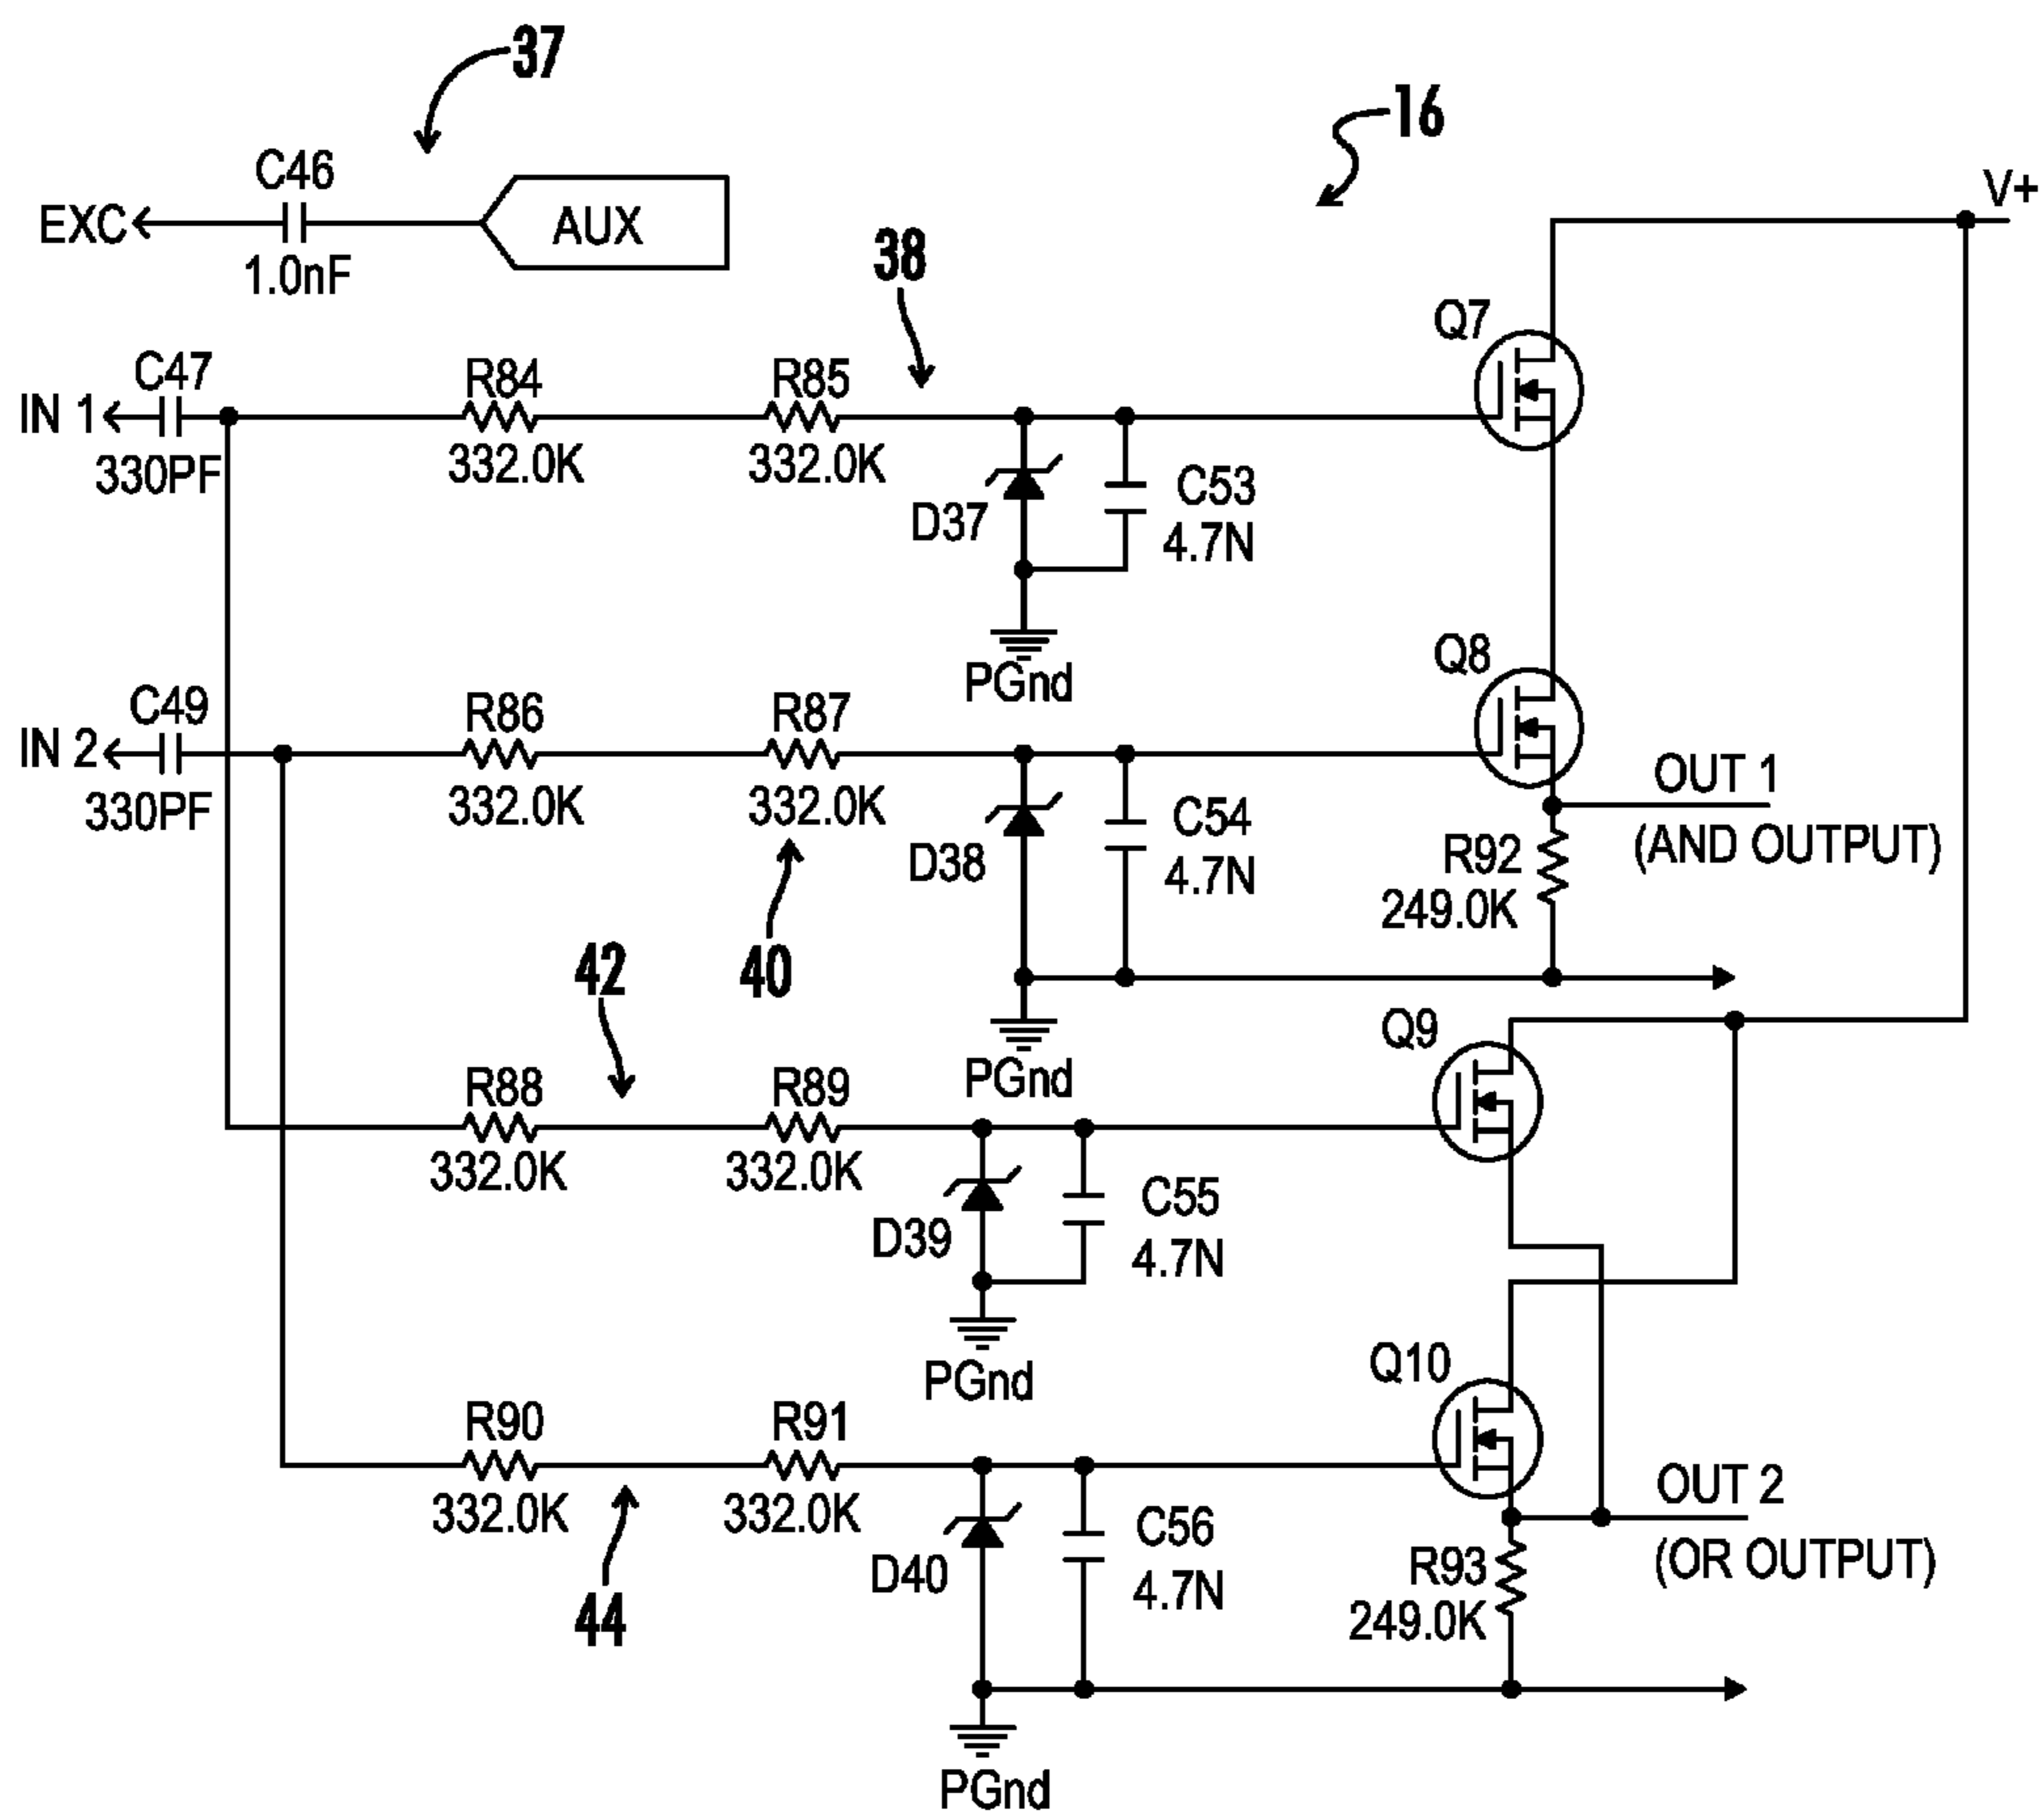 37
16
C46
V+
EXC
AUX
1.0nF
38
Q7
C47
R84
R85
IN 1
330PF
332.0K
332.0K
C53
D37
4.7N
Q8
PGnd
C49
R86
R87
IN 2
OUT 1
330PF
332.0K
332.0K
C54
(AND OUTPUT)
D38
R92
4.7N
249.0K
42
40
Q9
PGnd
R88
R89
332.0K
332.0K
C55
D39
4.7N
Q10
PGnd
R90
R91
OUT 2
332.0K
332.0K
C56
(OR OUTPUT)
D40
R93
4.7N
249.0K
44
PGnd